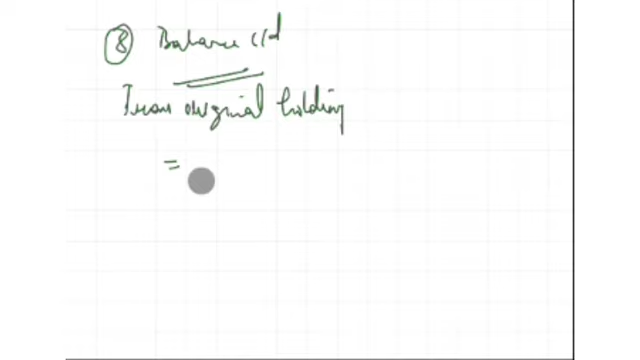 ⑧ Balance c/d
From original holding
=